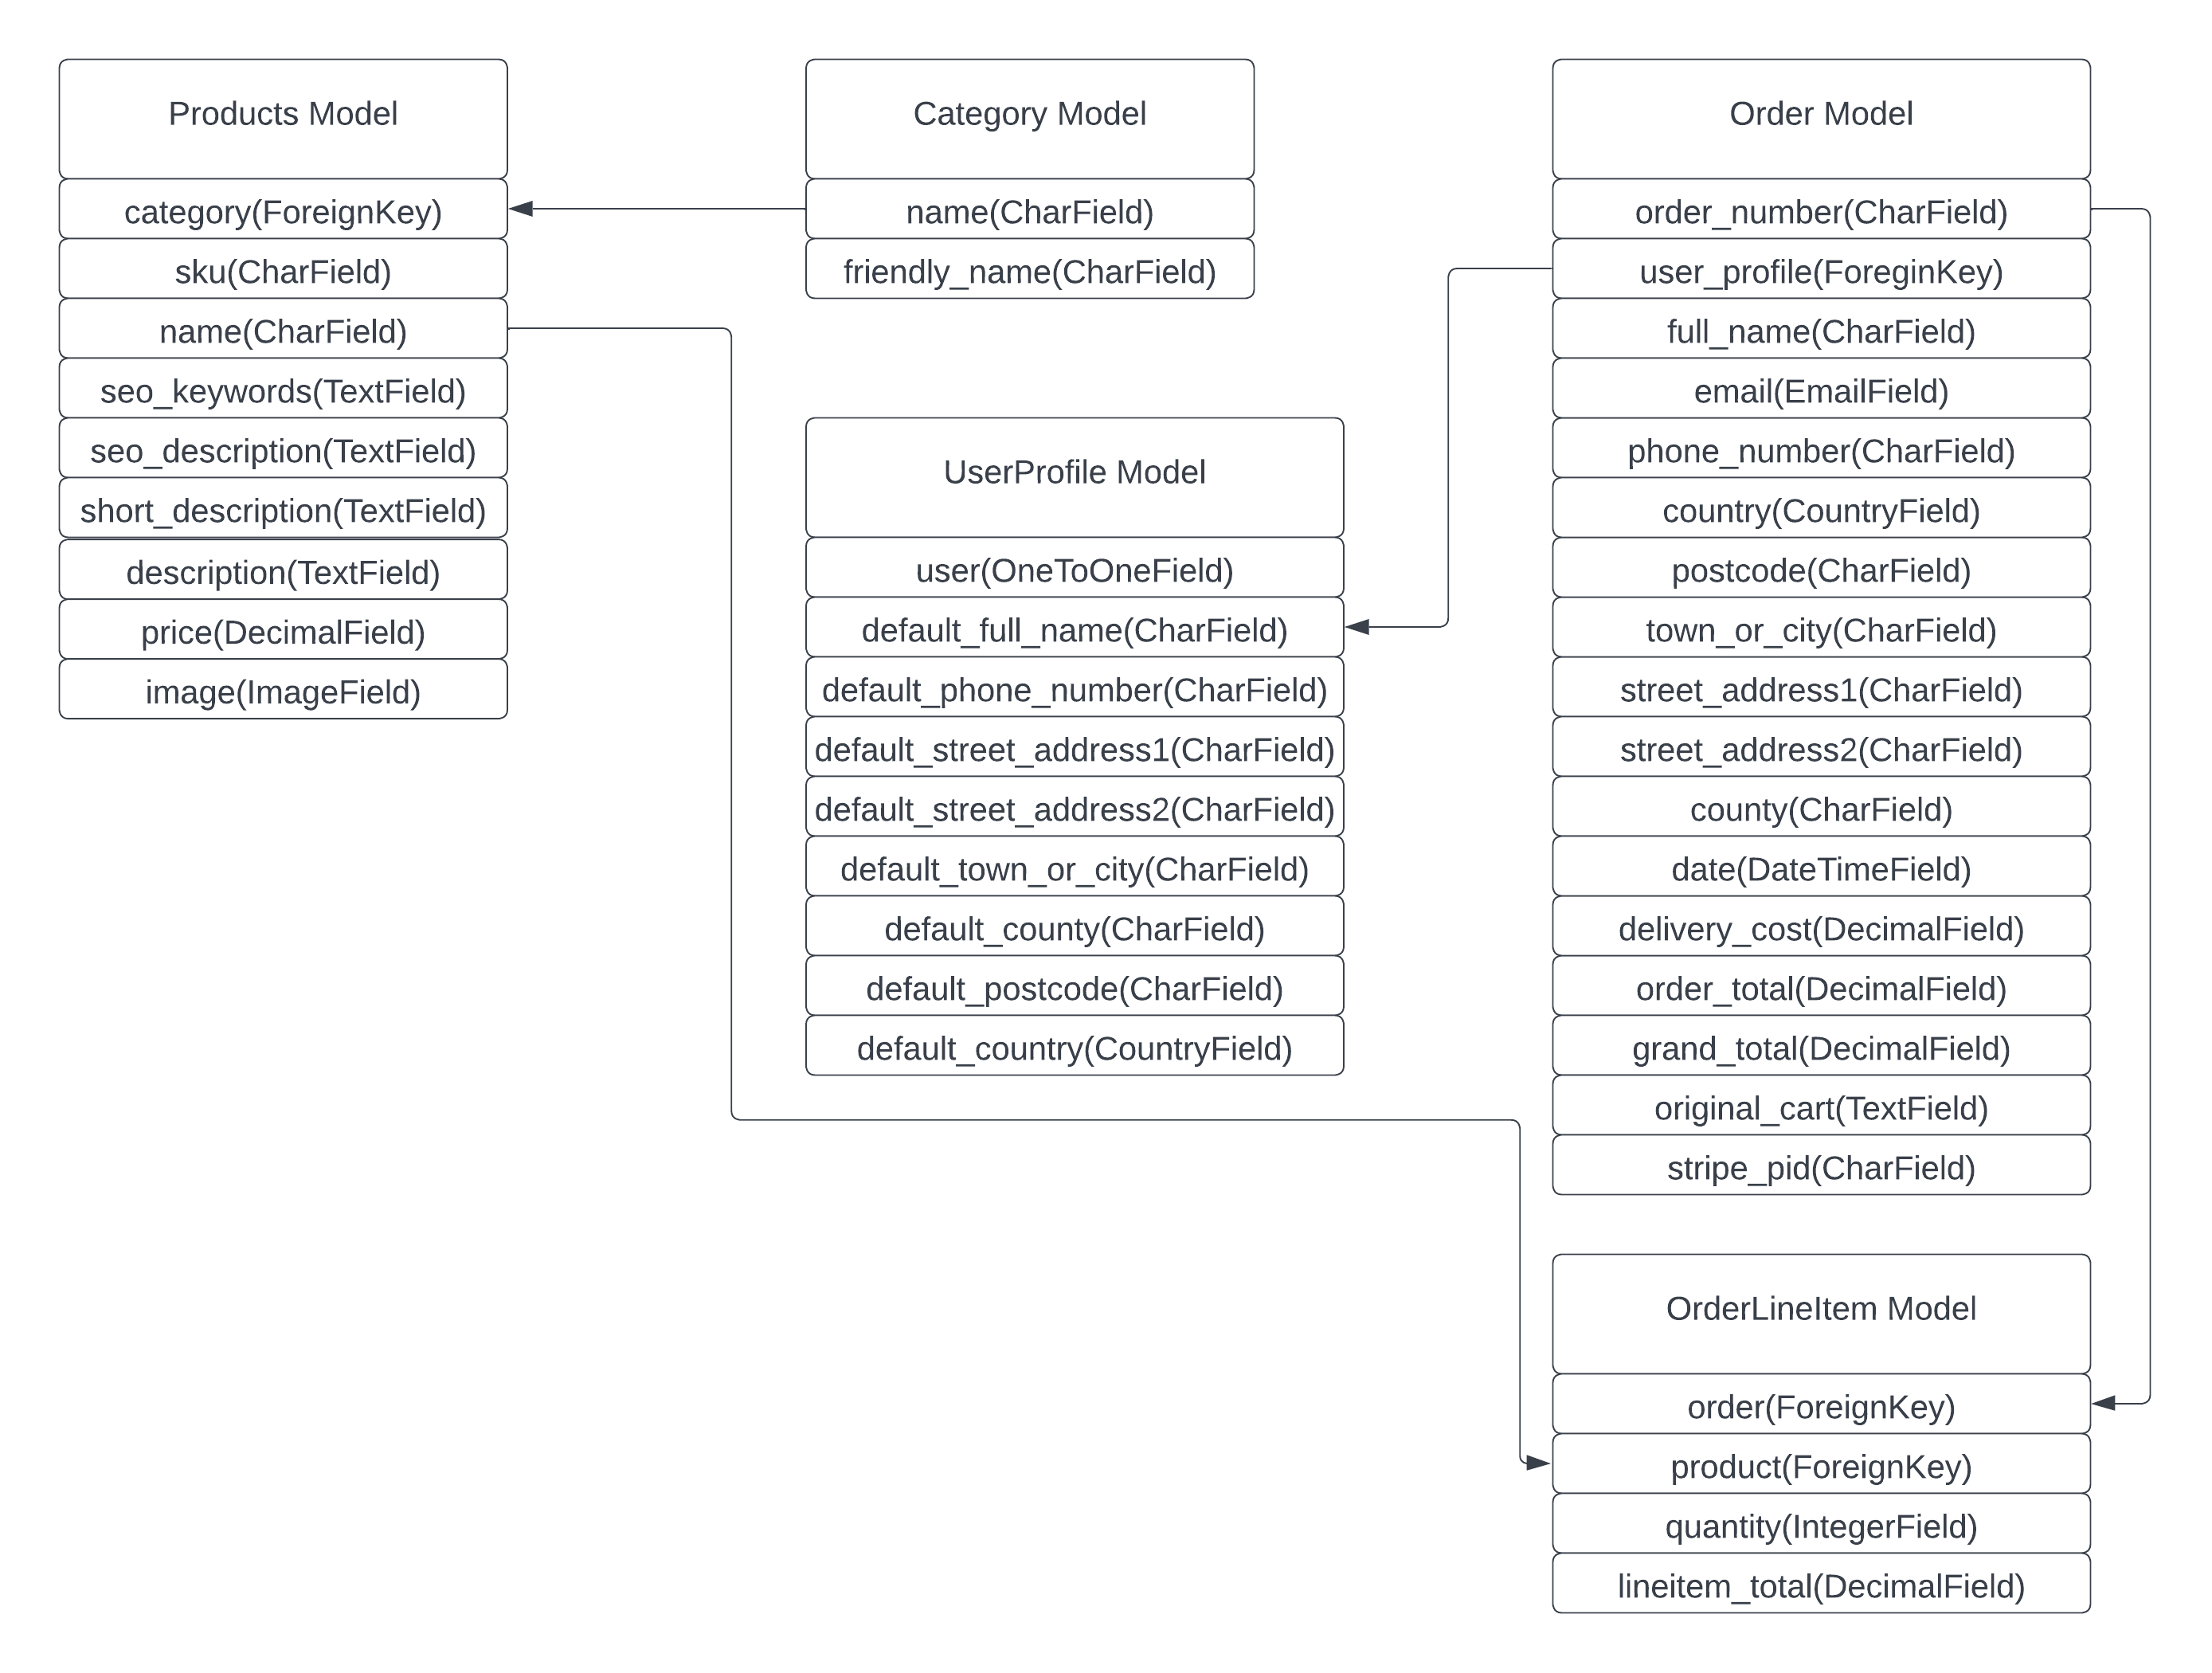 Products Model
category(ForeignKey)
sku(CharField)
name(CharField)
seo_keywords(TextField)
seo_description(TextField)
short_description(TextField)
description(TextField)
price(DecimalField)
image(ImageField)
Category Model
name(CharField)
friendly_name(CharField)
UserProfile Model
user(OneToOneField)
default_full_name(CharField)
default_phone_number(CharField)
default_street_address1(CharField)
default_street_address2(CharField)
default_town_or_city(CharField)
default_county(CharField)
default_postcode(CharField)
default_country(CountryField)
Order Model
order_number(CharField)
user_profile(ForeginKey)
full_name(CharField)
email(EmailField)
phone_number(CharField)
country(CountryField)
postcode(CharField)
town_or_city(CharField)
street_address1(CharField)
street_address2(CharField)
county(CharField)
date(DateTimeField)
delivery_cost(DecimalField)
order_total(DecimalField)
grand_total(DecimalField)
original_cart(TextField)
stripe_pid(CharField)
OrderLineItem Model
order(ForeignKey)
product(ForeignKey)
quantity(IntegerField)
lineitem_total(DecimalField)